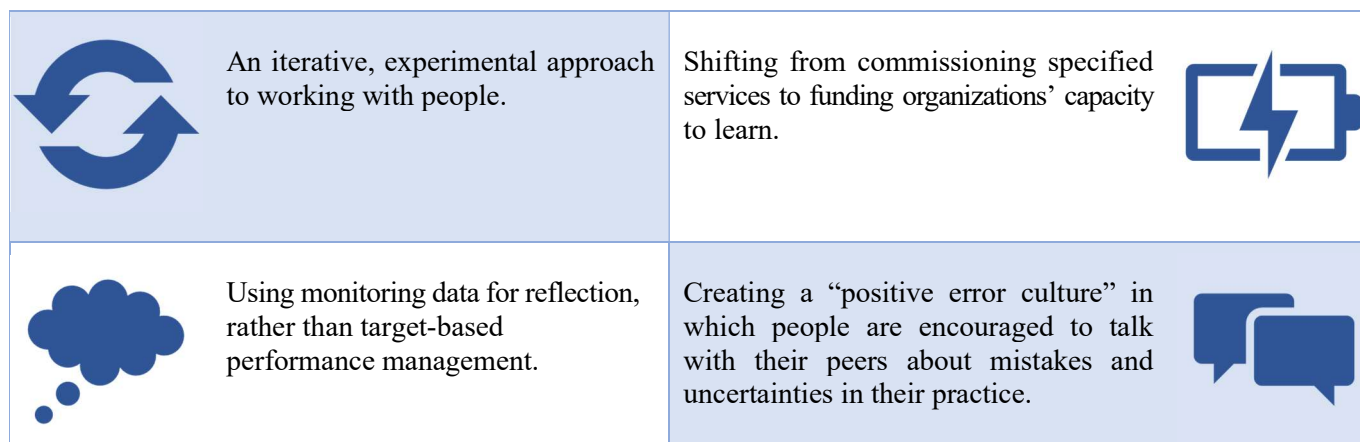 An iterative, experimental approach
to working with people.
Shifting from commissioning specified
services to funding organizations’ capacity
to learn.
Using monitoring data for reflection,
rather than target-based
performance management.
Creating a “positive error culture” in
which people are encouraged to talk
with their peers about mistakes and
uncertainties in their practice.